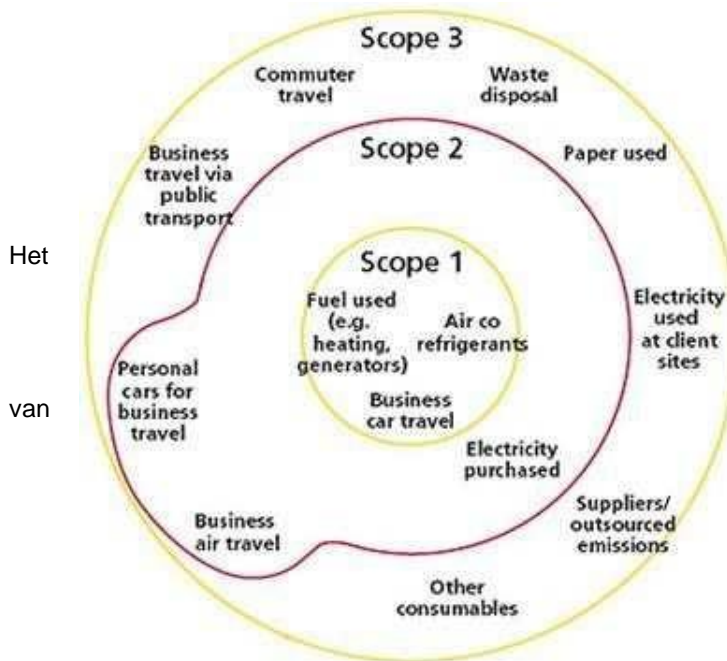 Scope 3
Commuter
travel
Waste
disposal
Business
travel via
public
transport
Scope 2
Paper used
Het
Scope 1
Fuel used
(e.g.
heating,
generators)
Air co
refrigerants
Electricity
used
at client
sites
Personal
cars for
business
travel
van
Business
car travel
Electricity
purchased
Business
air travel
Suppliers/
outsourced
emissions
Other
consumables